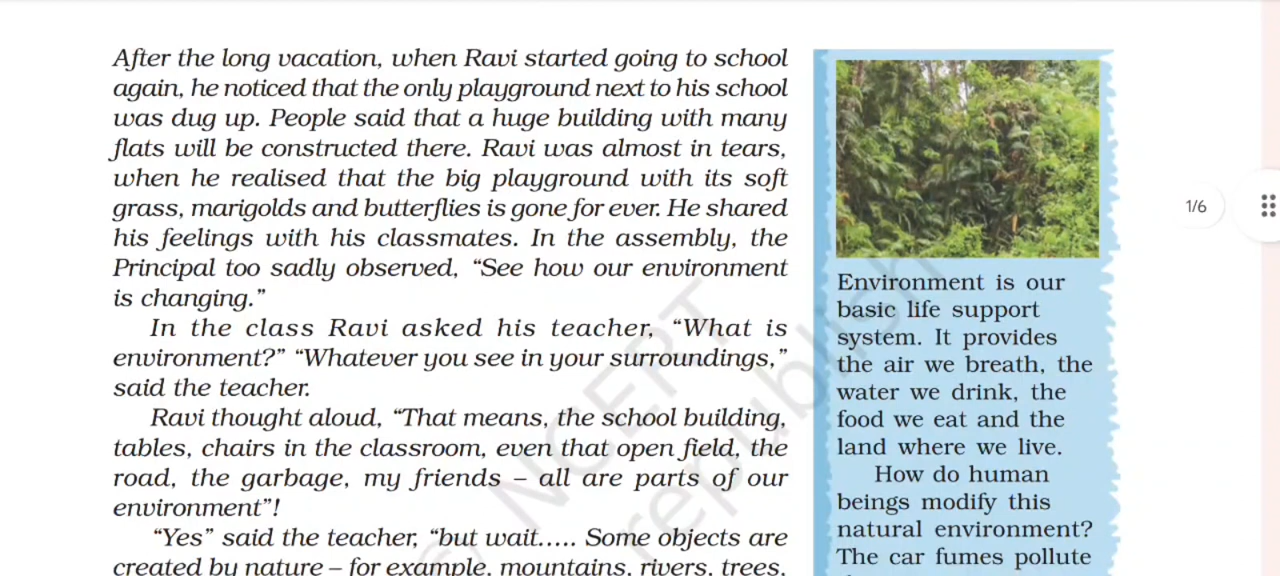 After the long vacation, when Ravi started going to school
again, he noticed that the only playground next to his school
was dug up. People said that a huge building with many
flats will be constructed there. Ravi was almost in tears,
when he realised that the big playground with its soft
grass, marigolds and butterflies is gone for ever. He shared
his feelings with his classmates. In the assembly, the
Principal too sadly observed, “See how our environment
is changing.”
In the class Ravi asked his teacher, “What is
environment?” “Whatever you see in your surroundings,”
said the teacher.
Ravi thought aloud, “That means, the school building,
tables, chairs in the classroom, even that open field, the
road, the garbage, my friends – all are parts of our
environment”!
“Yes” said the teacher, “but wait..... Some objects are
created by nature – for example, mountains, rivers, trees,
Environment is our
basic life support
system. It provides
the air we breath, the
water we drink, the
food we eat and the
land where we live.
How do human
beings modify this
natural environment?
The car fumes pollute
1/6
© NCERT
republish